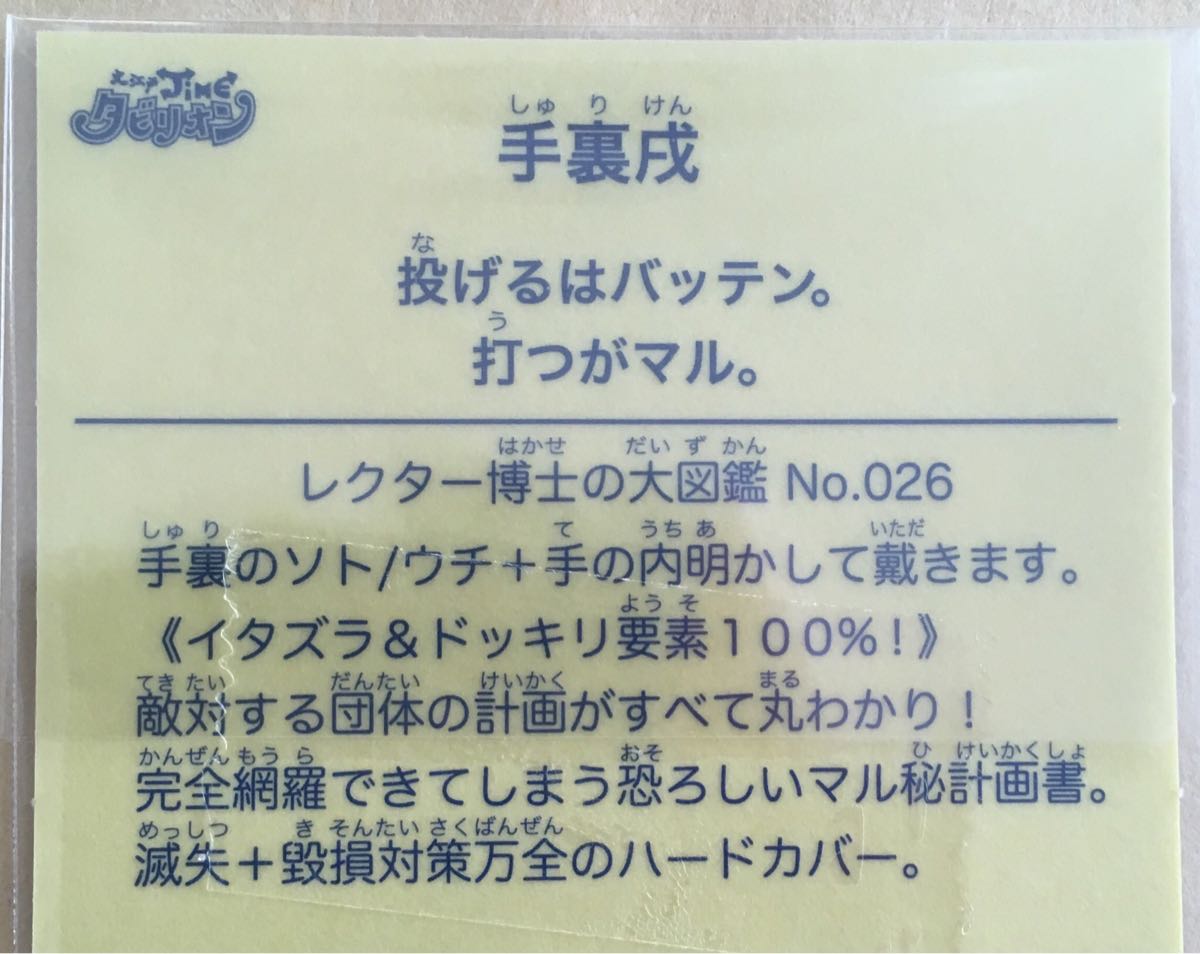 大江戸TiME
タビリオン
しゅ り けん
手裏戌
な
投げるはバッテン。
う
打つがマル。
はかせ だい ず かん
レクター博士の大図鑑 No.026
しゅ り て うち あ いただ
手裏のソト/ウチ+手の内明かして戴きます。
よう そ
《イタズラ&ドッキリ要素100%!》
てき たい だんたい けいかく まる
敵対する団体の計画がすべて丸わかり!
かんぜん もう ら おそ ひ けいかくしょ
完全網羅できてしまう恐ろしいマル秘計画書。
めっしつ き そんたい さくばんぜん
滅失+毀損対策万全のハードカバー。